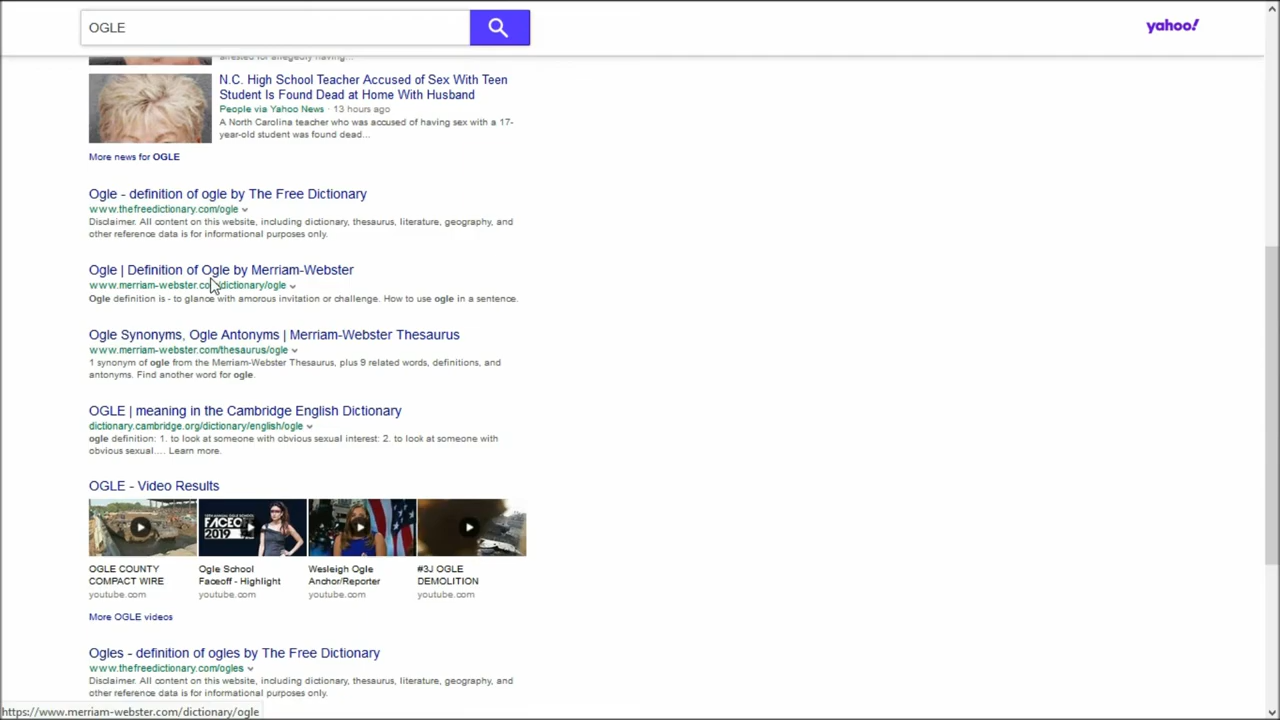 OGLE
yahoo!
arrested for allegedly having...
N.C. High School Teacher Accused of Sex With Teen
Student Is Found Dead at Home With Husband
People via Yahoo News · 13 hours ago
A North Carolina teacher who was accused of having sex with a 17-
year-old student was found dead...
More news for OGLE
Ogle - definition of ogle by The Free Dictionary
www.thefreedictionary.com/ogle
Disclaimer. All content on this website, including dictionary, thesaurus, literature, geography, and
other reference data is for informational purposes only.
Ogle | Definition of Ogle by Merriam-Webster
www.merriam-webster.com/dictionary/ogle
Ogle definition is - to glance with amorous invitation or challenge. How to use ogle in a sentence.
Ogle Synonyms, Ogle Antonyms | Merriam-Webster Thesaurus
www.merriam-webster.com/thesaurus/ogle
1 synonym of ogle from the Merriam-Webster Thesaurus, plus 9 related words, definitions, and
antonyms. Find another word for ogle.
OGLE | meaning in the Cambridge English Dictionary
dictionary.cambridge.org/dictionary/english/ogle
ogle definition: 1. to look at someone with obvious sexual interest: 2. to look at someone with
obvious sexual.... Learn more.
OGLE - Video Results
FACEOFF
2019
OGLE COUNTY
COMPACT WIRE
youtube.com
Ogle School
Faceoff - Highlight
youtube.com
Wesleigh Ogle
Anchor/Reporter
youtube.com
#3J OGLE
DEMOLITION
youtube.com
More OGLE videos
Ogles - definition of ogles by The Free Dictionary
www.thefreedictionary.com/ogles
Disclaimer. All content on this website, including dictionary, thesaurus, literature, geography, and
other reference data is for informational purposes only.
https://www.merriam-webster.com/dictionary/ogle